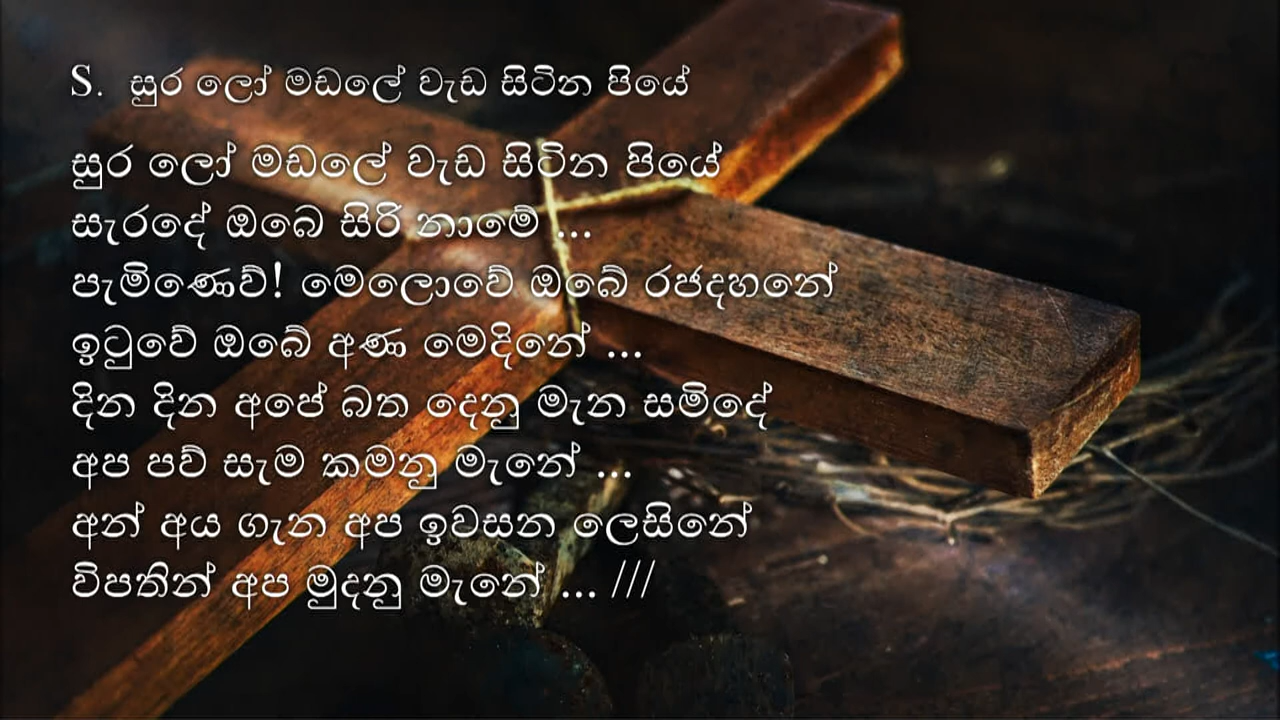 S. සුර ලෝ මඩලේ වැඩ සිටින පියේ
සුර ලෝ මඩලේ වැඩ සිටින පියේ
සැරදේ ඔබෙ සිරි නාමේ ...
පැමිණෙව්! මෙලොවේ ඔබේ රජදහනේ
ඉටුවේ ඔබේ අණ මෙදිනේ ...
දින දින අපේ බත දෙනු මැන සමිදේ
අප පව් සැම කමනු මැනේ ...
අන් අය ගැන අප ඉවසන ලෙසිනේ
විපතින් අප මුදනු මැනේ ... ///